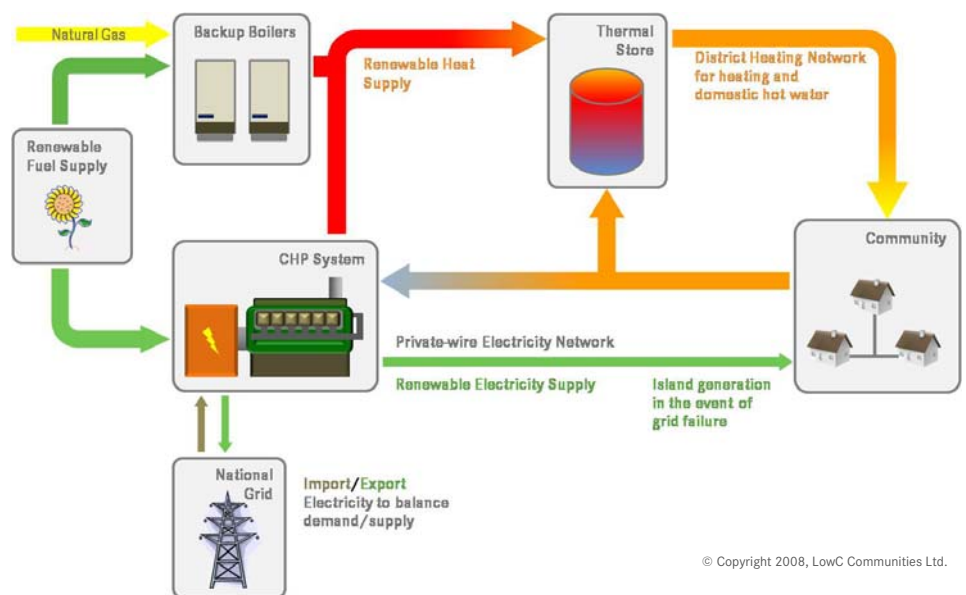 Natural Gas
Backup Boilers
Renewable Heat
Supply
Thermal
Store
District Heating Network
for heating and
domestic hot water
Renewable
Fuel Supply
CHP System
Community
Private-wire Electricity Network
Renewable Electricity Supply
Island generation
in the event of
grid failure
National
Grid
Import/Export
Electricity to balance
demand/supply
© Copyright 2008, LowC Communities Ltd.